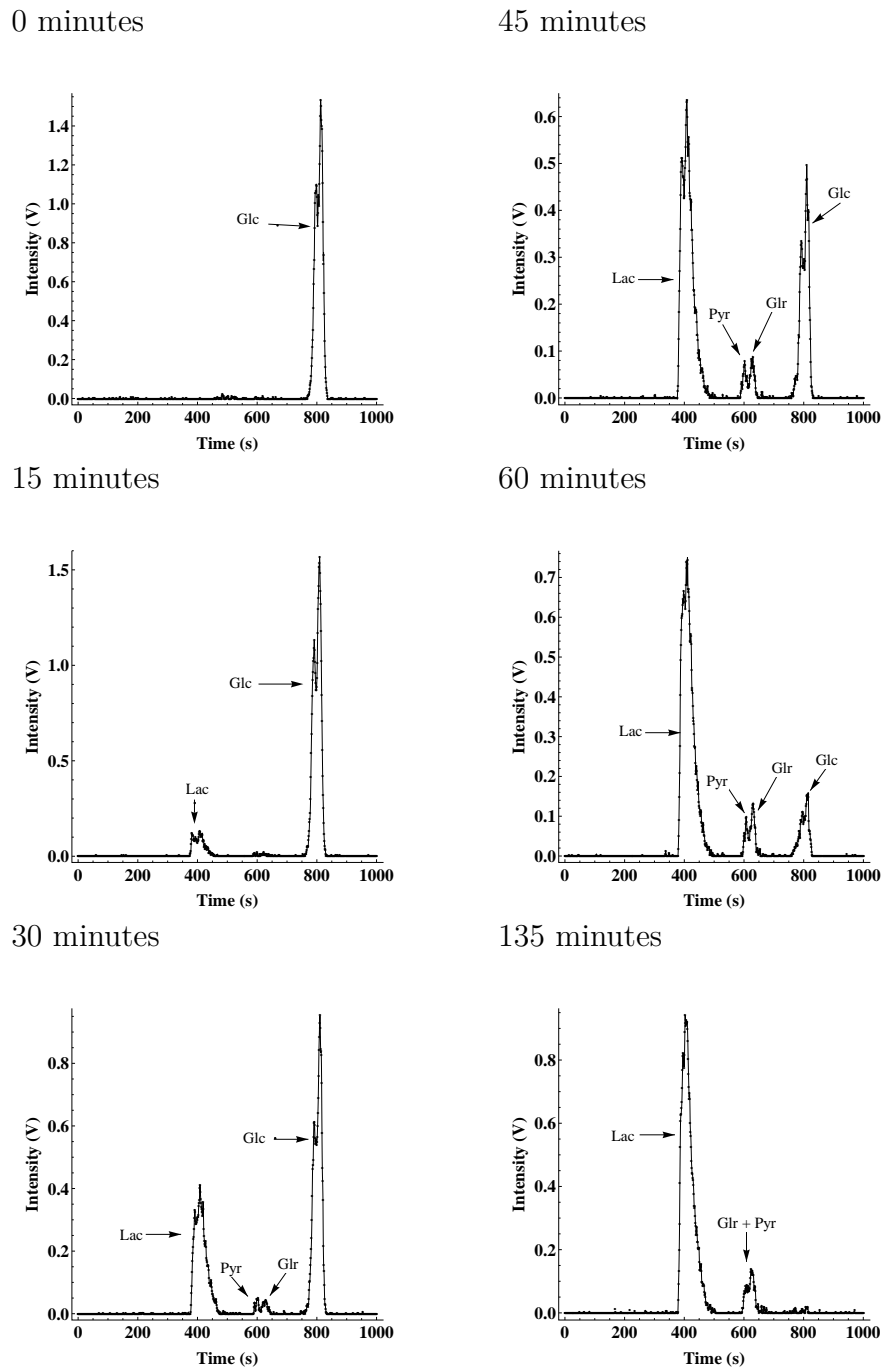 0 minutes
1.4
1.2
1.0
0.8
0.6
0.4
0.2
0.0
Intensity (V)
Glc
0 200 400 600 800 1000
Time (s)
45 minutes
0.6
0.5
0.4
0.3
0.2
0.1
0.0
Intensity (V)
Lac
Pyr
Glr
Glc
0 200 400 600 800 1000
Time (s)
15 minutes
1.5
1.0
0.5
0.0
Intensity (V)
Glc
Lac
0 200 400 600 800 1000
Time (s)
60 minutes
0.7
0.6
0.5
0.4
0.3
0.2
0.1
0.0
Intensity (V)
Lac
Pyr
Glr
Glc
0 200 400 600 800 1000
Time (s)
30 minutes
0.8
0.6
0.4
0.2
0.0
Intensity (V)
Glc
Lac
Pyr
Glr
0 200 400 600 800 1000
Time (s)
135 minutes
0.8
0.6
0.4
0.2
0.0
Intensity (V)
Lac
Glr + Pyr
0 200 400 600 800 1000
Time (s)